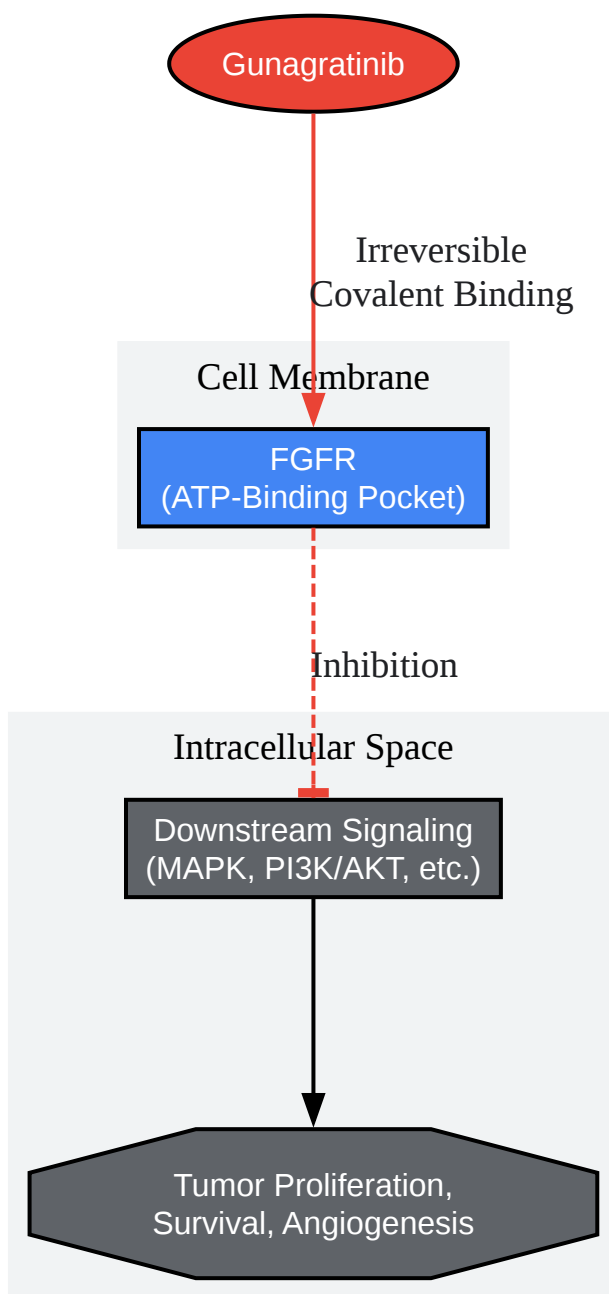 Gunagratinib
Irreversible
Covalent Binding
Cell Membrane
FGFR
(ATP-Binding Pocket)
Inhibition
Intracellular Space
Downstream Signaling
(MAPK, PI3K/AKT, etc.)
Tumor Proliferation,
Survival, Angiogenesis